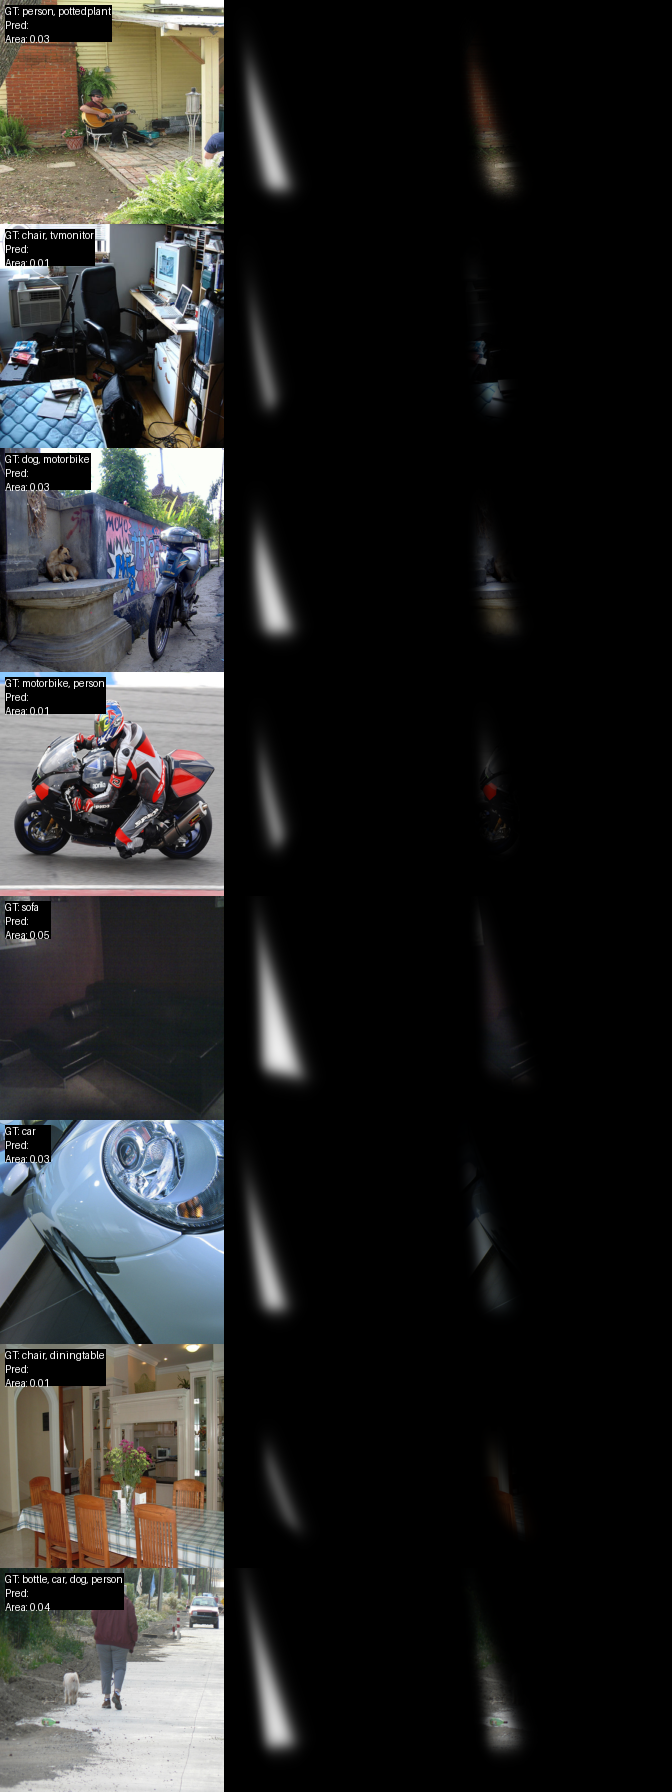 GT: person, pottedplant
Pred:
Area: 0.03
GT: chair, tvmonitor
Pred:
Area: 0.01
GT: dog, motorbike
Pred:
Area: 0.03
MOYO
GT: motorbike, person
Pred:
Area: 0.01
aprilia
GT: sofa
Pred:
Area: 0.05
GT: car
Pred:
Area: 0.03
GT: chair, diningtable
Pred:
Area: 0.01
GT: bottle, car, dog, person
Pred:
Area: 0.04